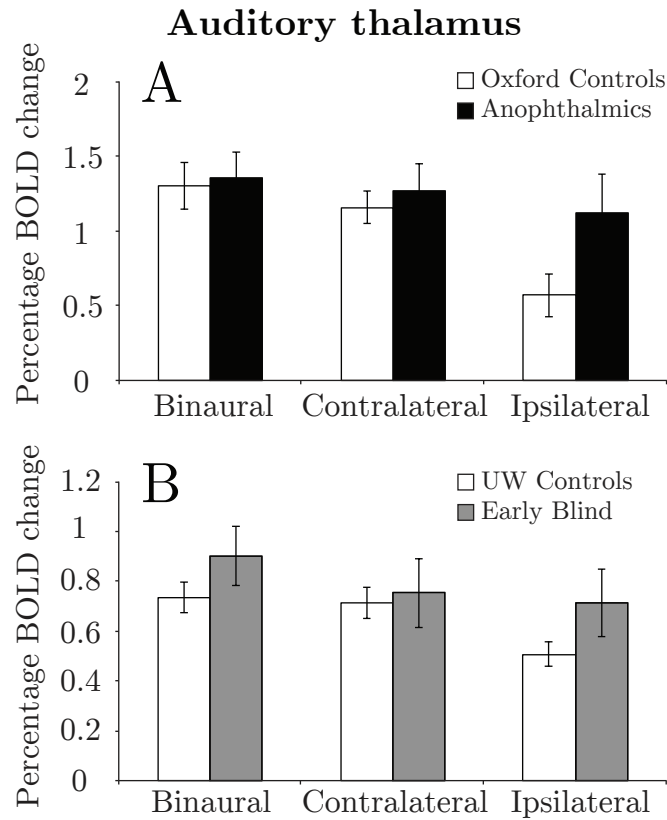 Auditory thalamus
A
Oxford Controls
Anophthalmics
Percentage BOLD change
2
1.5
1
0.5
0
Binaural Contralateral Ipsilateral
B
UW Controls
Early Blind
Percentage BOLD change
1.2
1
0.8
0.6
0.4
0.2
0
Binaural Contralateral Ipsilateral